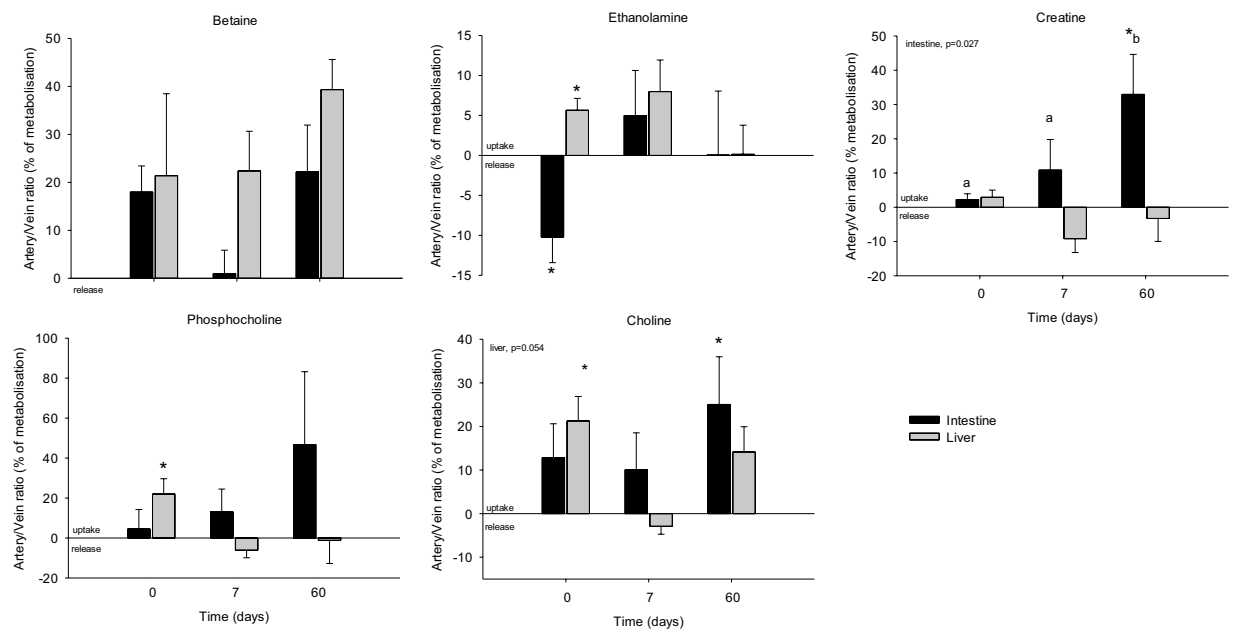 Betaine
Artery/Vein ratio (% of metabolisation)
50
40
30
20
10
0
release
Ethanolamine
Artery/Vein ratio (% of metabolisation)
15
10
5
0
-5
-10
-15
uptake
release
*
*
Creatine
Artery/Vein ratio (% metabolisation)
50
40
30
20
10
0
-10
-20
intestine, p=0.027
uptake
release
a
a
*b
0 7 60
Time (days)
Phosphocholine
Artery/Vein ratio (% of metabolisation)
100
80
60
40
20
0
-20
uptake
release
*
0 7 60
Time (days)
Choline
Artery/Vein ratio (% of metabolisation)
40
30
20
10
0
-10
liver, p=0.054
uptake
release
*
*
0 7 60
Time (days)
Intestine
Liver